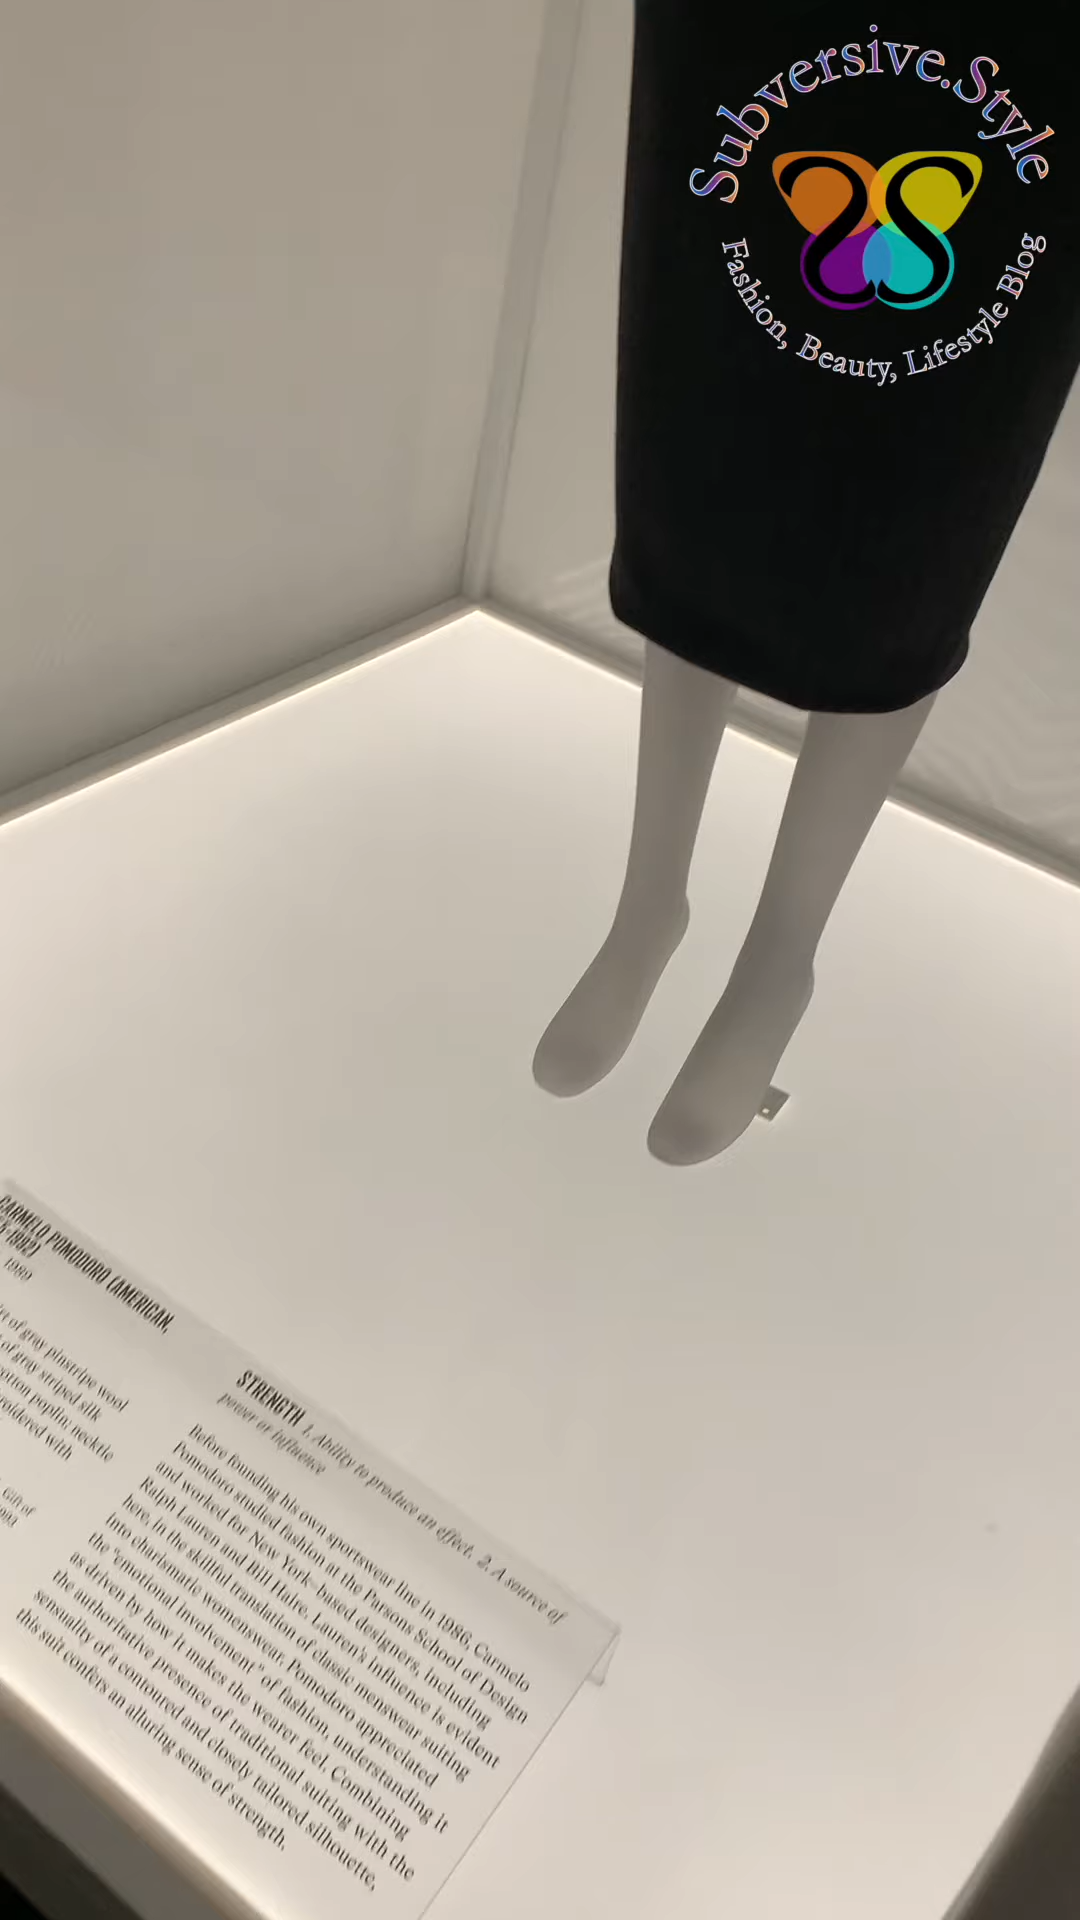 Subversive.Style
Fashion, Beauty, Lifestyle Blog
CARMELO POMODORO (AMERICAN,
-1992)
1989
of gray pinstripe wool
of gray striped silk
cotton poplin; necktie
with
Gift of
STRENGTH 1. Ability to produce an effect. 2. A source of
power or influence
Before founding his own sportswear line in 1986, Carmelo
Pomodoro studied fashion at the Parsons School of Design
and worked for New York–based designers, including
Ralph Lauren and Bill Haire. Lauren's influence is evident
here, in the skillful translation of classic menswear suiting
into charismatic womenswear. Pomodoro appreciated
the "emotional involvement" of fashion, understanding it
as driven by how it makes the wearer feel. Combining
the authoritative presence of traditional suiting with the
sensuality of a contoured and closely tailored silhouette,
this suit confers an alluring sense of strength.